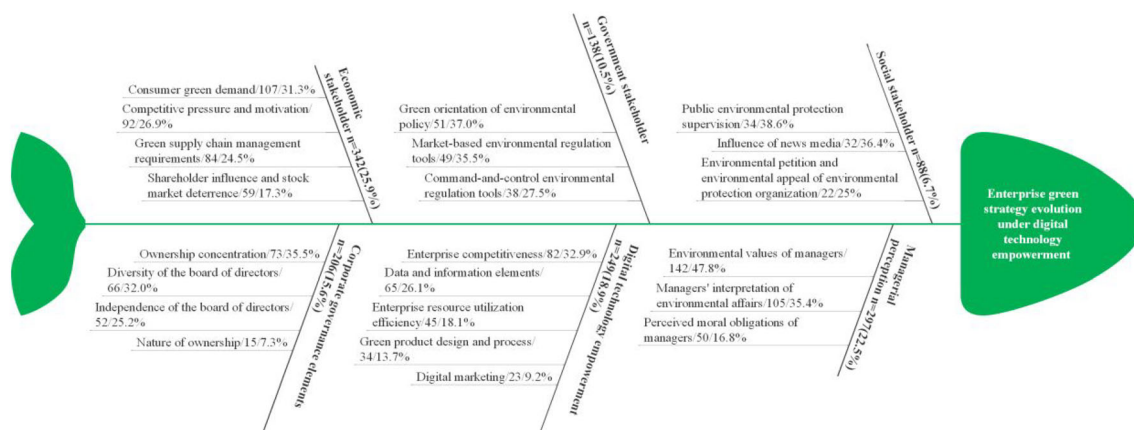 Consumer green demand/107/31.3%
Competitive pressure and motivation/
92/26.9%
Green supply chain management
requirements/84/24.5%
Shareholder influence and stock
market deterrence/59/17.3%
Economic
stakeholder n=342(25.9%)
Green orientation of environmental
policy/51/37.0%
Market-based environmental regulation
tools/49/35.5%
Command-and-control environmental
regulation tools/38/27.5%
Government stakeholder
n=138(10.5%)
Public environmental protection
supervision/34/38.6%
Influence of news media/32/36.4%
Environmental petition and
environmental appeal of environmental
protection organization/22/25%
Social stakeholder n=88(6.7%)
Enterprise green
strategy evolution
under digital
technology
empowerment
Ownership concentration/73/35.5%
Diversity of the board of directors/
66/32.0%
Independence of the board of directors/
52/25.2%
Nature of ownership/15/7.3%
Corporate governance elements
n=206(15.6%)
Enterprise competitiveness/82/32.9%
Data and information elements/
65/26.1%
Enterprise resource utilization
efficiency/45/18.1%
Green product design and process/
34/13.7%
Digital marketing/23/9.2%
Digital technology empowerment
n=249(18.9%)
Environmental values of managers/
142/47.8%
Managers' interpretation of
environmental affairs/105/35.4%
Perceived moral obligations of
managers/50/16.8%
Managerial
perception n=297(22.5%)